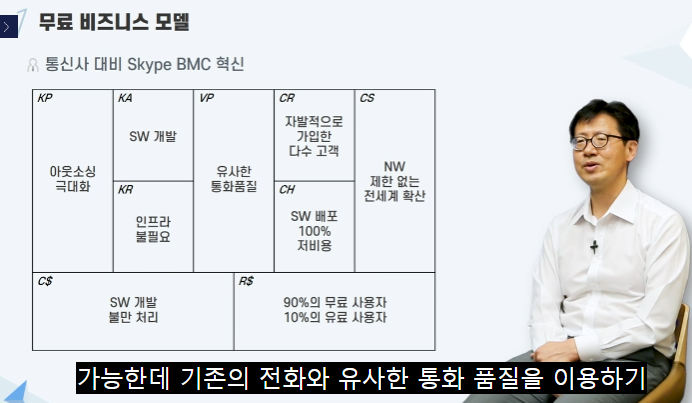 무료 비즈니스 모델
통신사 대비 Skype BMC 혁신
KP
아웃소싱
극대화
KA
SW 개발
KR
인프라
불필요
VP
유사한
통화품질
CR
자발적으로
가입한
다수 고객
CH
SW 배포
100%
저비용
CS
NW
제한 없는
전세계 확산
C$
SW 개발
불만 처리
R$
90%의 무료 사용자
10%의 유료 사용자
가능한데 기존의 전화와 유사한 통화 품질을 이용하기